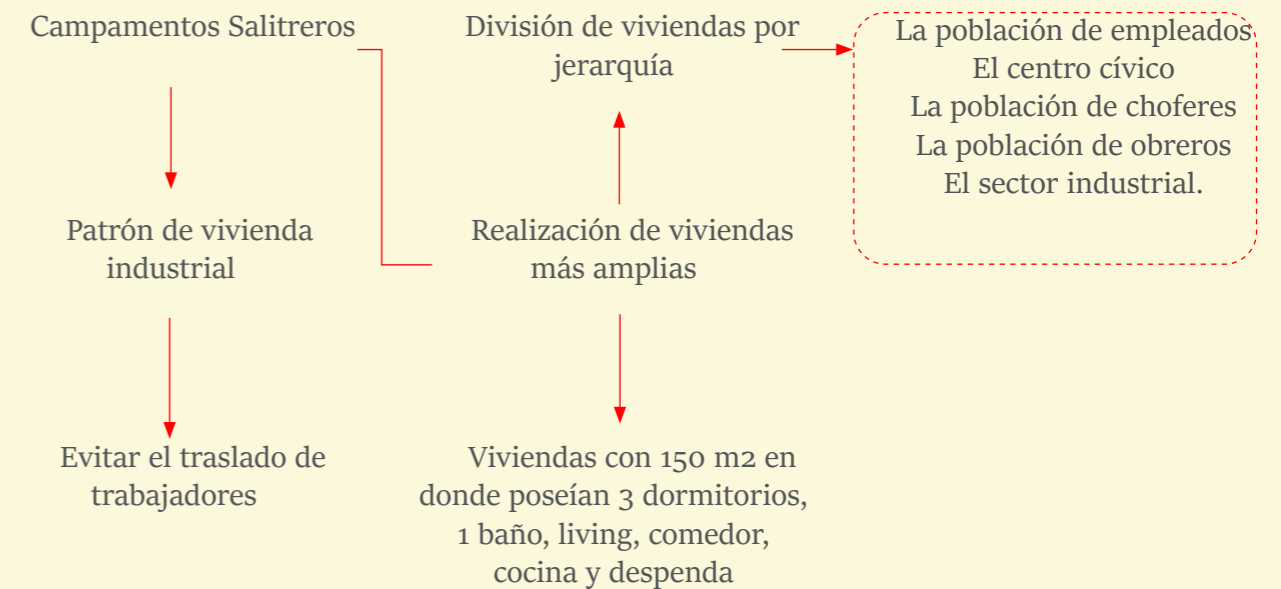 Campamentos Salitreros
Patrón de vivienda
industrial
Evitar el traslado de
trabajadores
División de viviendas por
jerarquía
Realización de viviendas
más amplias
Viviendas con 150 m2 en
donde poseían 3 dormitorios,
1 baño, living, comedor,
cocina y despenda
La población de empleados
El centro cívico
La población de choferes
La población de obreros
El sector industrial.